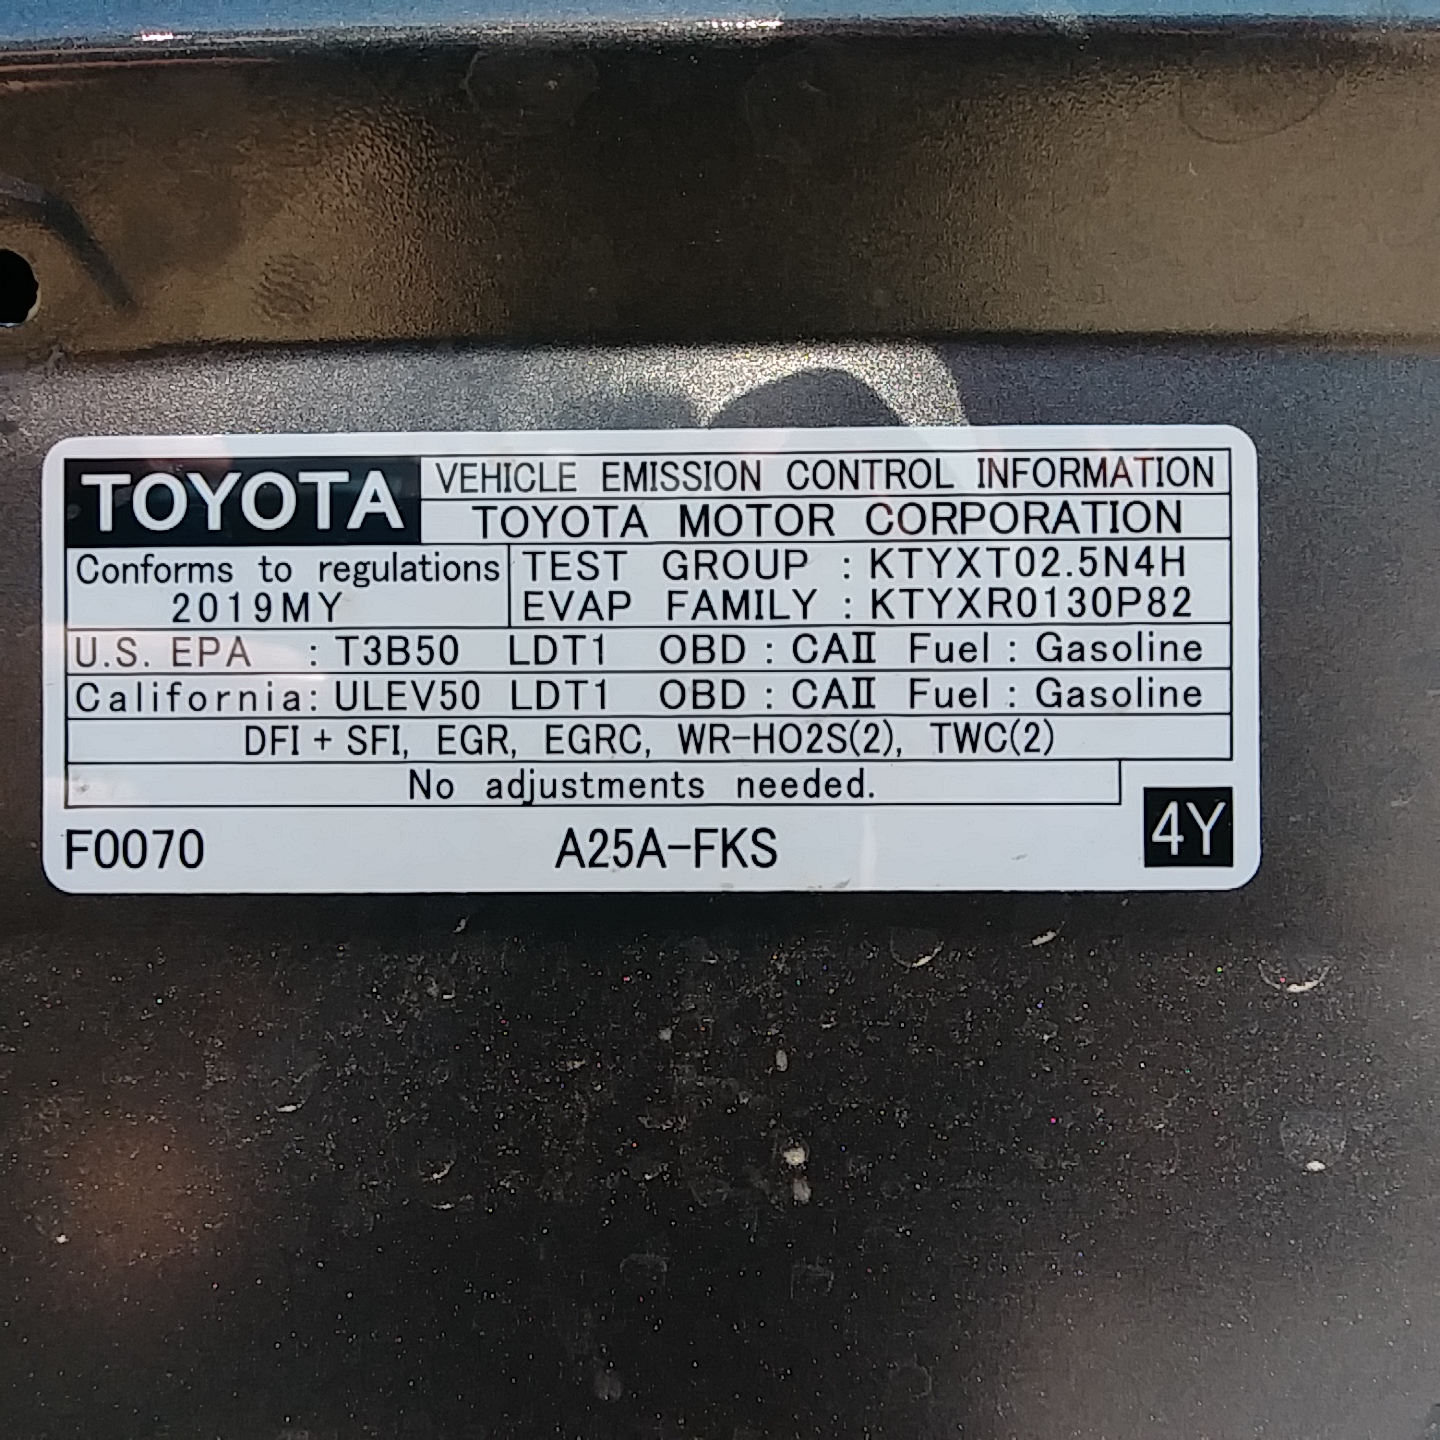 TOYOTA VEHICLE EMISSION CONTROL INFORMATION
TOYOTA MOTOR CORPORATION
Conforms to regulations
2019MY
TEST GROUP : KTYXT02.5N4H
EVAP FAMILY : KTYXR0130P82
U.S. EPA : T3B50 LDT1 OBD : CAII Fuel : Gasoline
California: ULEV50 LDT1 OBD : CAII Fuel : Gasoline
DFI + SFI, EGR, EGRC, WR-HO2S(2), TWC(2)
No adjustments needed.
F0070 A25A-FKS 4Y